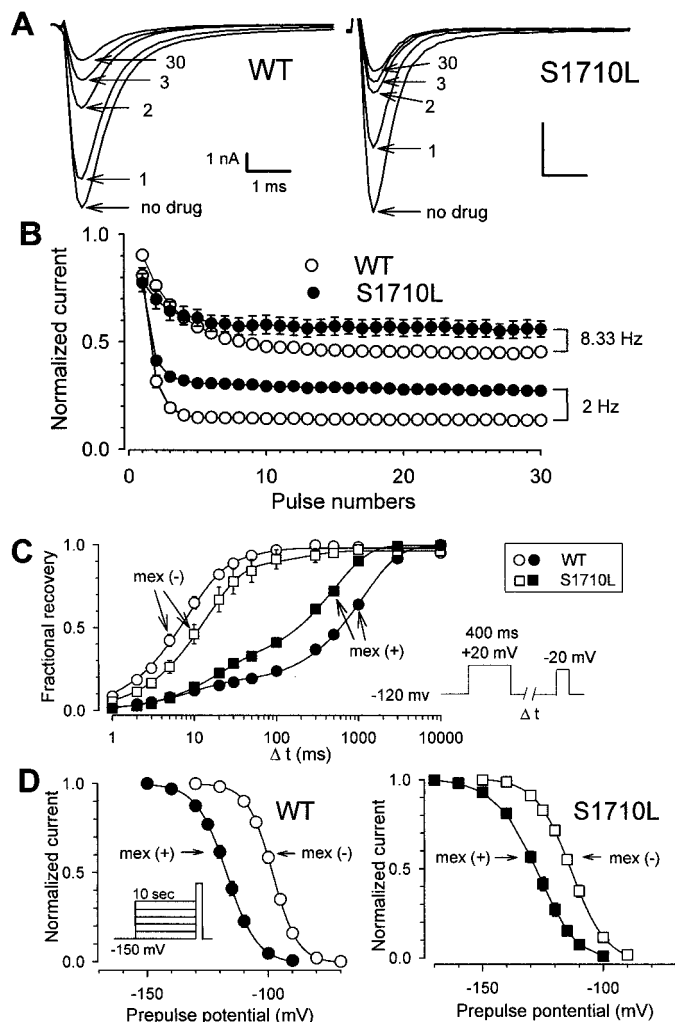 A
WT
30
3
2
1
no drug
1 nA
1 ms
S1710L
30
3
2
1
no drug
B
Normalized current
1.0
0.5
0.0
WT
S1710L
8.33 Hz
2 Hz
0
10
20
30
Pulse numbers
C
Fractional recovery
1.0
0.5
0.0
mex (-)
mex (+)
1
10
100
1000
10000
Δ t (ms)
WT
S1710L
400 ms
+20 mV
-20 mV
-120 mv
Δ t
D
Normalized current
1.0
0.5
0.0
WT
mex (+)
mex (-)
10 sec
-150 mV
-150
-100
Prepulse potential (mV)
Normalized current
1.0
0.5
0.0
S1710L
mex (+)
mex (-)
-150
-100
Prepulse potential (mV)